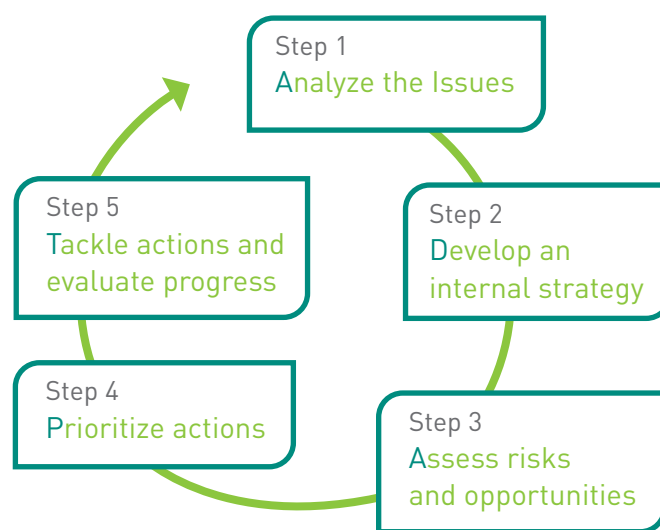 Step 1
Analyze the Issues
Step 2
Develop an
internal strategy
Step 3
Assess risks
and opportunities
Step 4
Prioritize actions
Step 5
Tackle actions and
evaluate progress